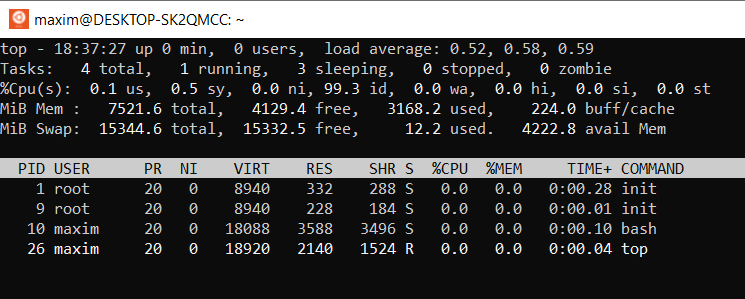 maxim@DESKTOP-SK2QMCC: ~
top - 18:37:27 up 0 min,  0 users,  load average: 0.52, 0.58, 0.59
Tasks:   4 total,   1 running,   3 sleeping,   0 stopped,   0 zombie
%Cpu(s):  0.1 us,  0.5 sy,  0.0 ni, 99.3 id,  0.0 wa,  0.0 hi,  0.0 si,  0.0 st
MiB Mem :   7521.6 total,   4129.4 free,   3168.2 used,    224.0 buff/cache
MiB Swap:  15344.6 total,  15332.5 free,     12.2 used.   4222.8 avail Mem
PID USER      PR  NI    VIRT    RES    SHR S  %CPU  %MEM     TIME+ COMMAND
1 root      20   0    8940    332    288 S   0.0   0.0   0:00.28 init
9 root      20   0    8940    228    184 S   0.0   0.0   0:00.01 init
10 maxim     20   0   18088   3588   3496 S   0.0   0.0   0:00.10 bash
26 maxim     20   0   18920   2140   1524 R   0.0   0.0   0:00.04 top